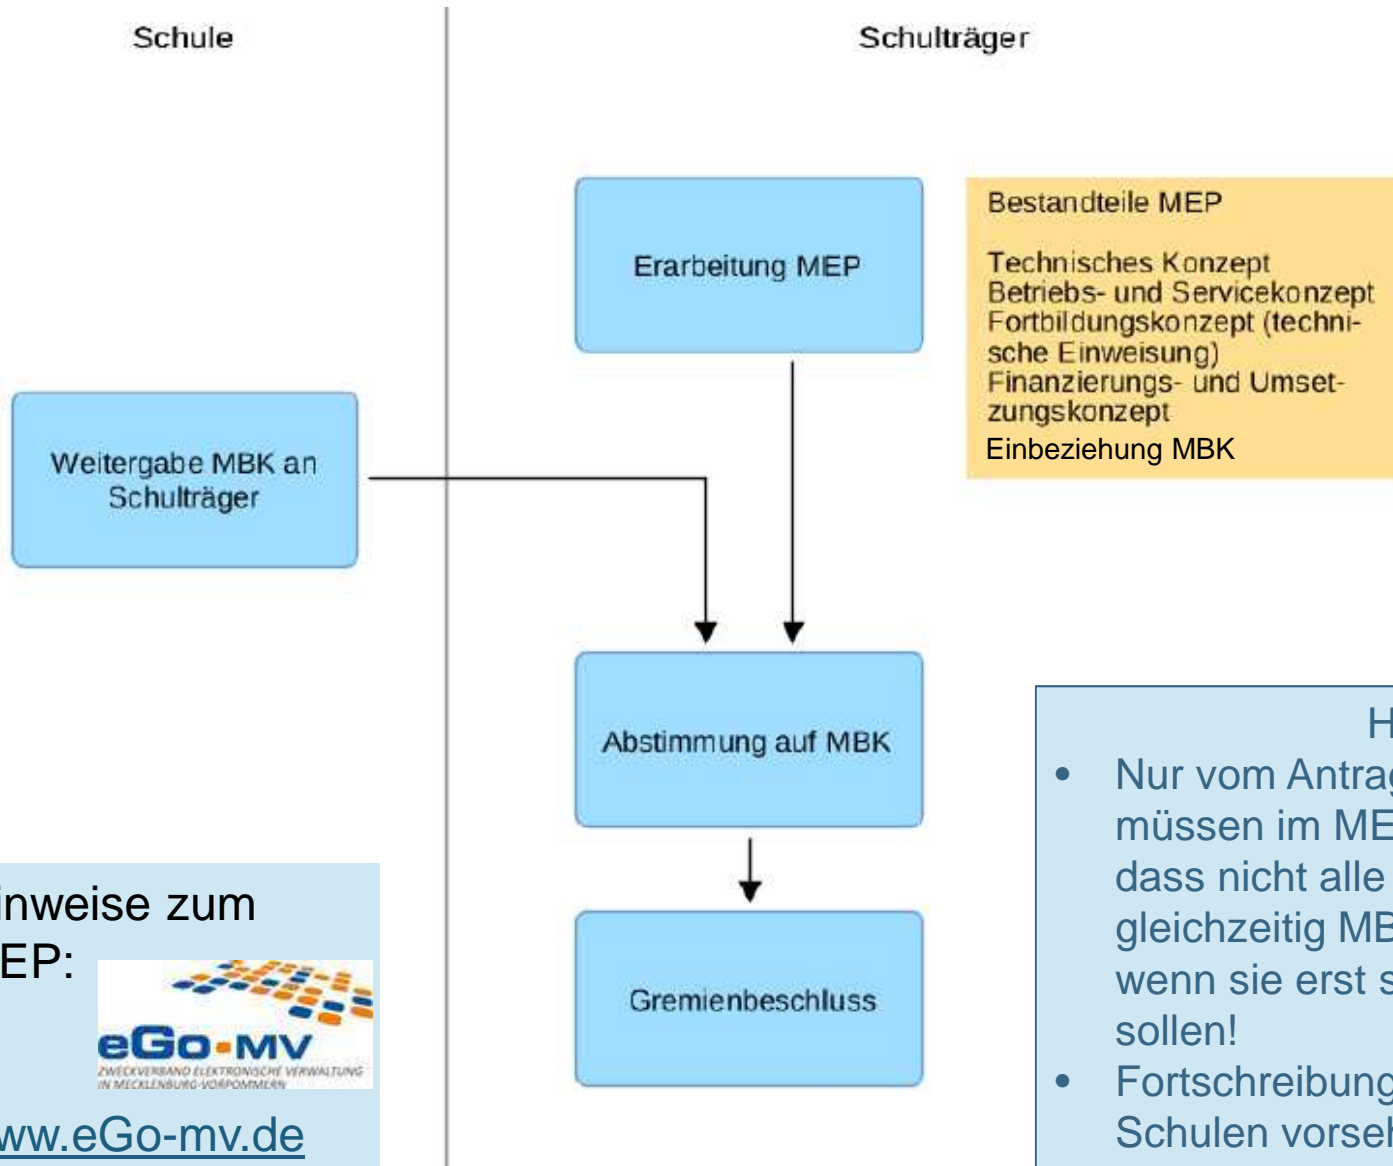 Schule
Schulträger
Erarbeitung MEP
Bestandteile MEP
Technisches Konzept
Betriebs- und Servicekonzept
Fortbildungskonzept (techni-
sche Einweisung)
Finanzierungs- und Umset-
zungskonzept
Einbeziehung MBK
Weitergabe MBK an
Schulträger
Abstimmung auf MBK
Gremienbeschluss
inweise zum
EP:
eGo-MV
ZWECKVERBAND ELEKTRONISCHE VERWALTUNG
IN MECKLENBURG-VORPOMMERN
ww.eGo-mv.de
H
• Nur vom Antrag
müssen im ME
dass nicht alle
gleichzeitig MB
wenn sie erst s
sollen!
• Fortschreibung
Schulen vorseh